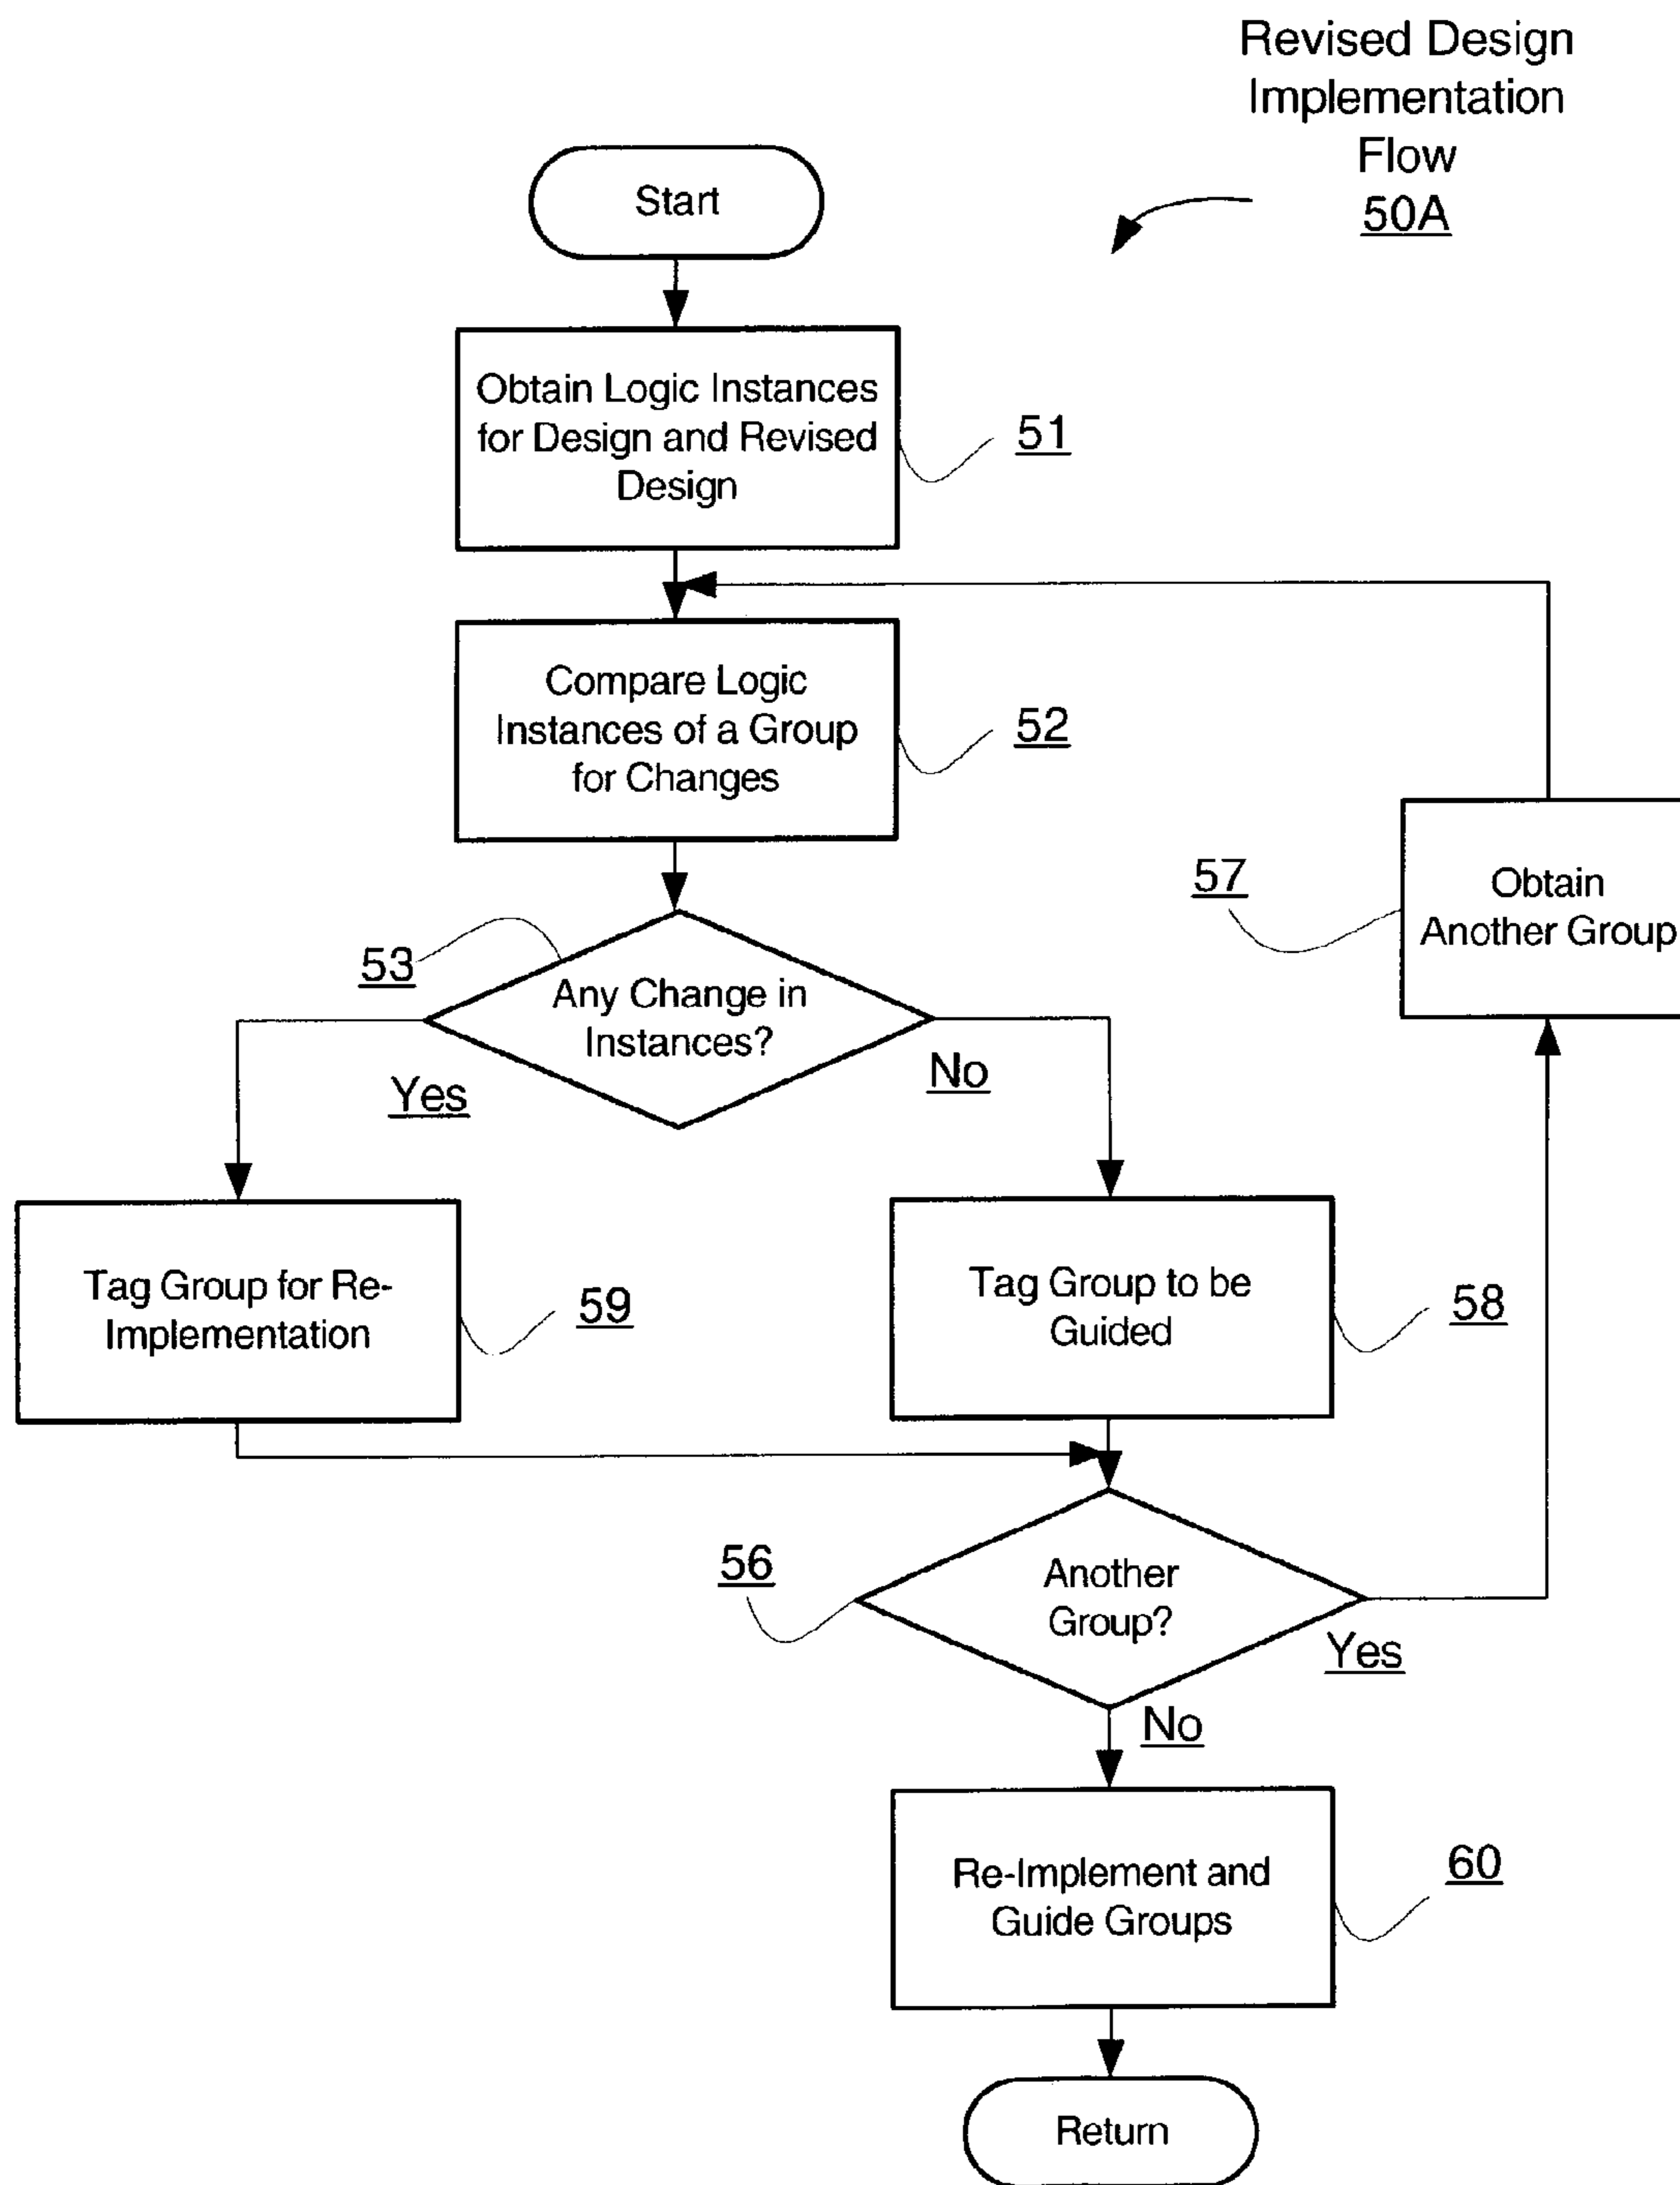 Revised Design
Implementation
Flow
50A
Start
Obtain Logic Instances
for Design and Revised
Design
51
Compare Logic
Instances of a Group
for Changes
52
57
Obtain
Another Group
53
Any Change in
Instances?
Yes
No
Tag Group for Re-
Implementation
59
Tag Group to be
Guided
58
56
Another
Group?
Yes
No
Re-Implement and
Guide Groups
60
Return